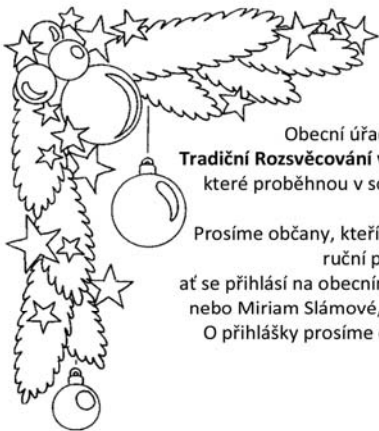 Obecní úřa
Tradiční Rozsvěcování v
které proběhnou v s
Prosíme občany, kteří
ruční p
ať se přihlásí na obecním
nebo Miriam Slámové,
O přihlášky prosíme